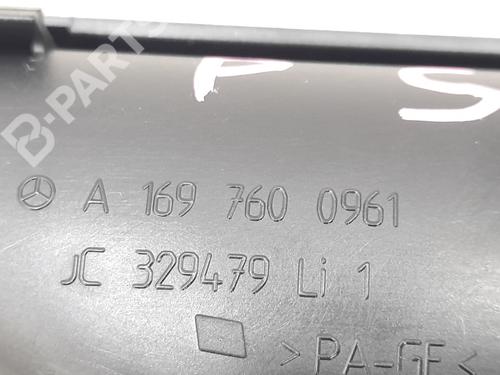 B-PARTS
P S
A 169 760 0961
JC 329479 Li 1
>PA-GF<